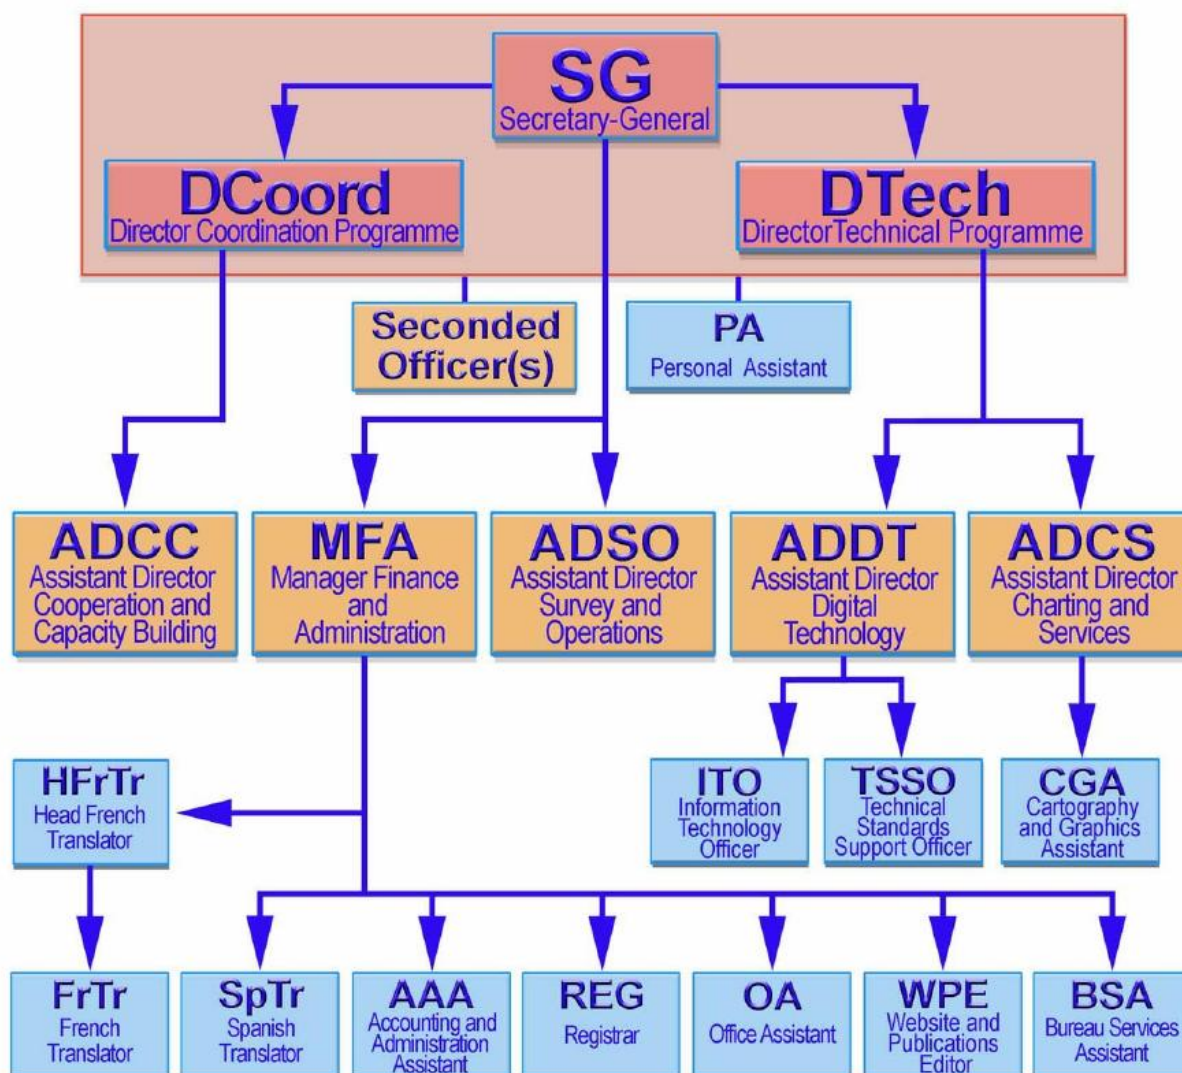 SG
Secretary-General
DCoord
Director Coordination Programme
DTech
DirectorTechnical Programme
Seconded
Officer(s)
PA
Personal Assistant
ADCC
Assistant Director
Cooperation and
Capacity Building
MFA
Manager Finance
and
Administration
ADSO
Assistant Director
Survey and
Operations
ADDT
Assistant Director
Digital
Technology
ADCS
Assistant Director
Charting and
Services
HFrTr
Head French
Translator
ITO
Information
Technology
Officer
TSSO
Technical
Standards
Support Officer
CGA
Cartography
and Graphics
Assistant
FrTr
French
Translator
SpTr
Spanish
Translator
AAA
Accounting and
Administration
Assistant
REG
Registrar
OA
Office Assistant
WPE
Website and
Publications
Editor
BSA
Bureau Services
Assistant